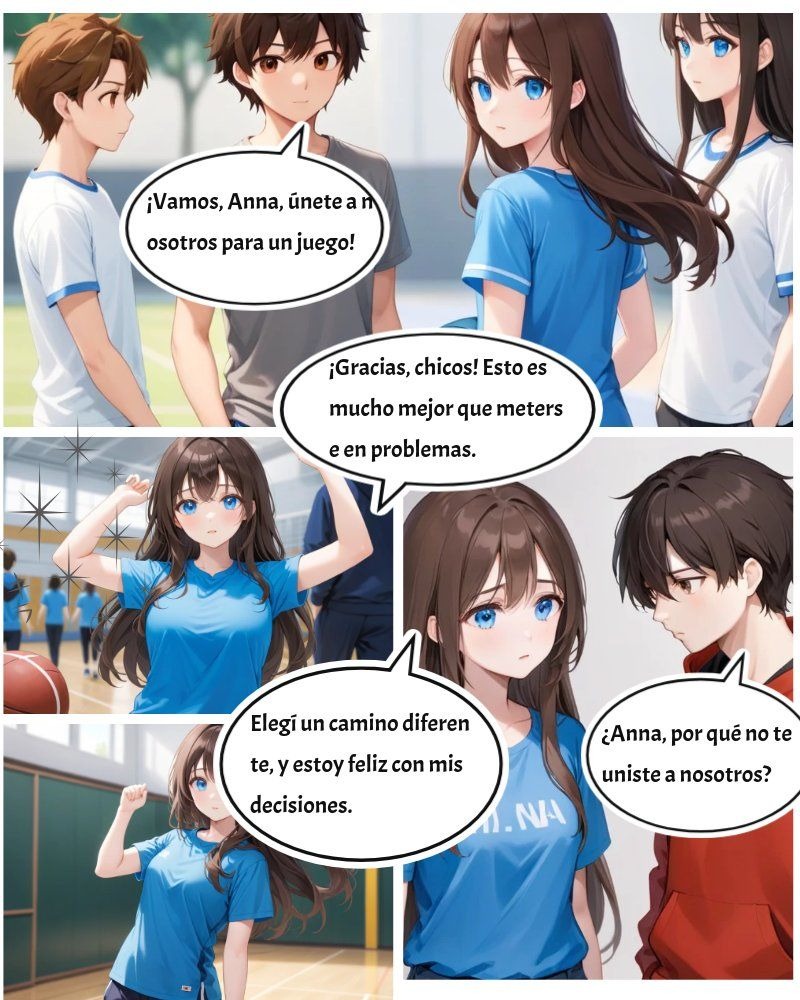 ¡Vamos, Anna, únete a n
osotros para un juego!
¡Gracias, chicos! Esto es
mucho mejor que meters
e en problemas.
Elegí un camino diferen
te, y estoy feliz con mis
decisiones.
¿Anna, por qué no te
uniste a nosotros?